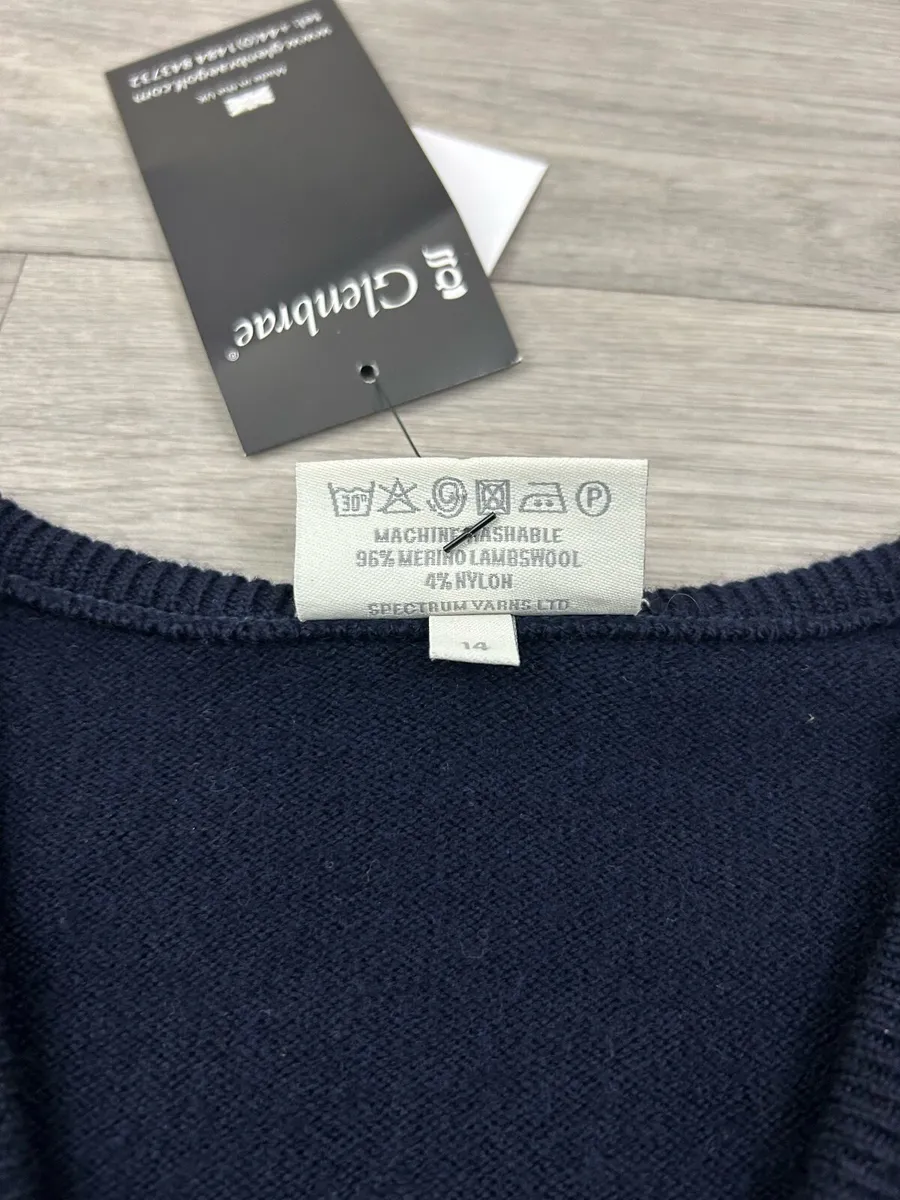 Glenbrae®
Made in the UK
www.glenbraegolf.com
tel: +44(0)1484 843732
30°
P
MACHINE WASHABLE
96% MERINO LAMBSWOOL
4% NYLON
SPECTRUM YARNS LTD
14